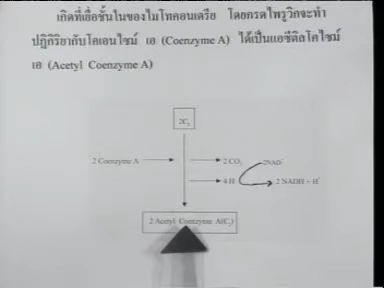 เกิดที่เยื่อชั้นในของไมโทคอนเดรีย โดยกรดไพรูวิกจะทำ
ปฏิกิริยากับโคเอนไซม์ เอ (Coenzyme A) ได้เป็นแอซีติลโคไซม์
เอ (Acetyl Coenzyme A)
2C₃
2 Coenzyme A
2 CO₂
2NAD⁺
4 H
2 NADH + H⁺
2 Acetyl Coenzyme A(C₂)